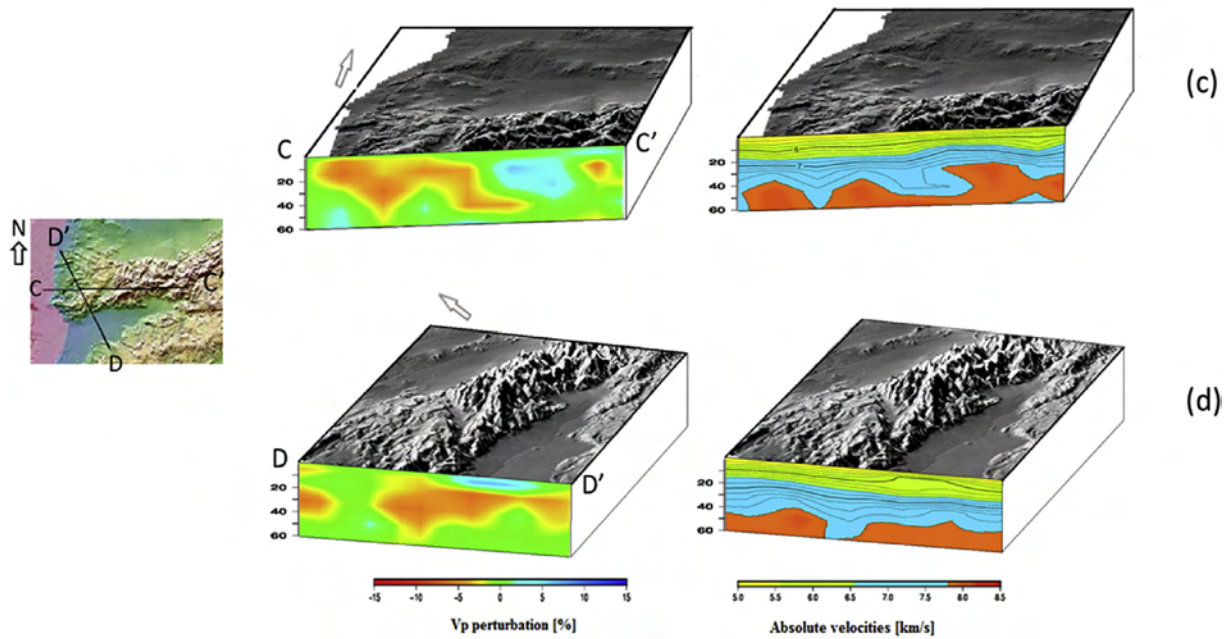 (c)
C
C'
20
40
60
20
40
60
6
7
N
D'
C
C'
D
(d)
D
D'
20
40
60
20
40
60
-15 -10 -5 0 5 10 15
Vp perturbation [%]
5.0 5.5 6.0 6.5 7.0 7.5 8.0 8.5
Absolute velocities [km/s]